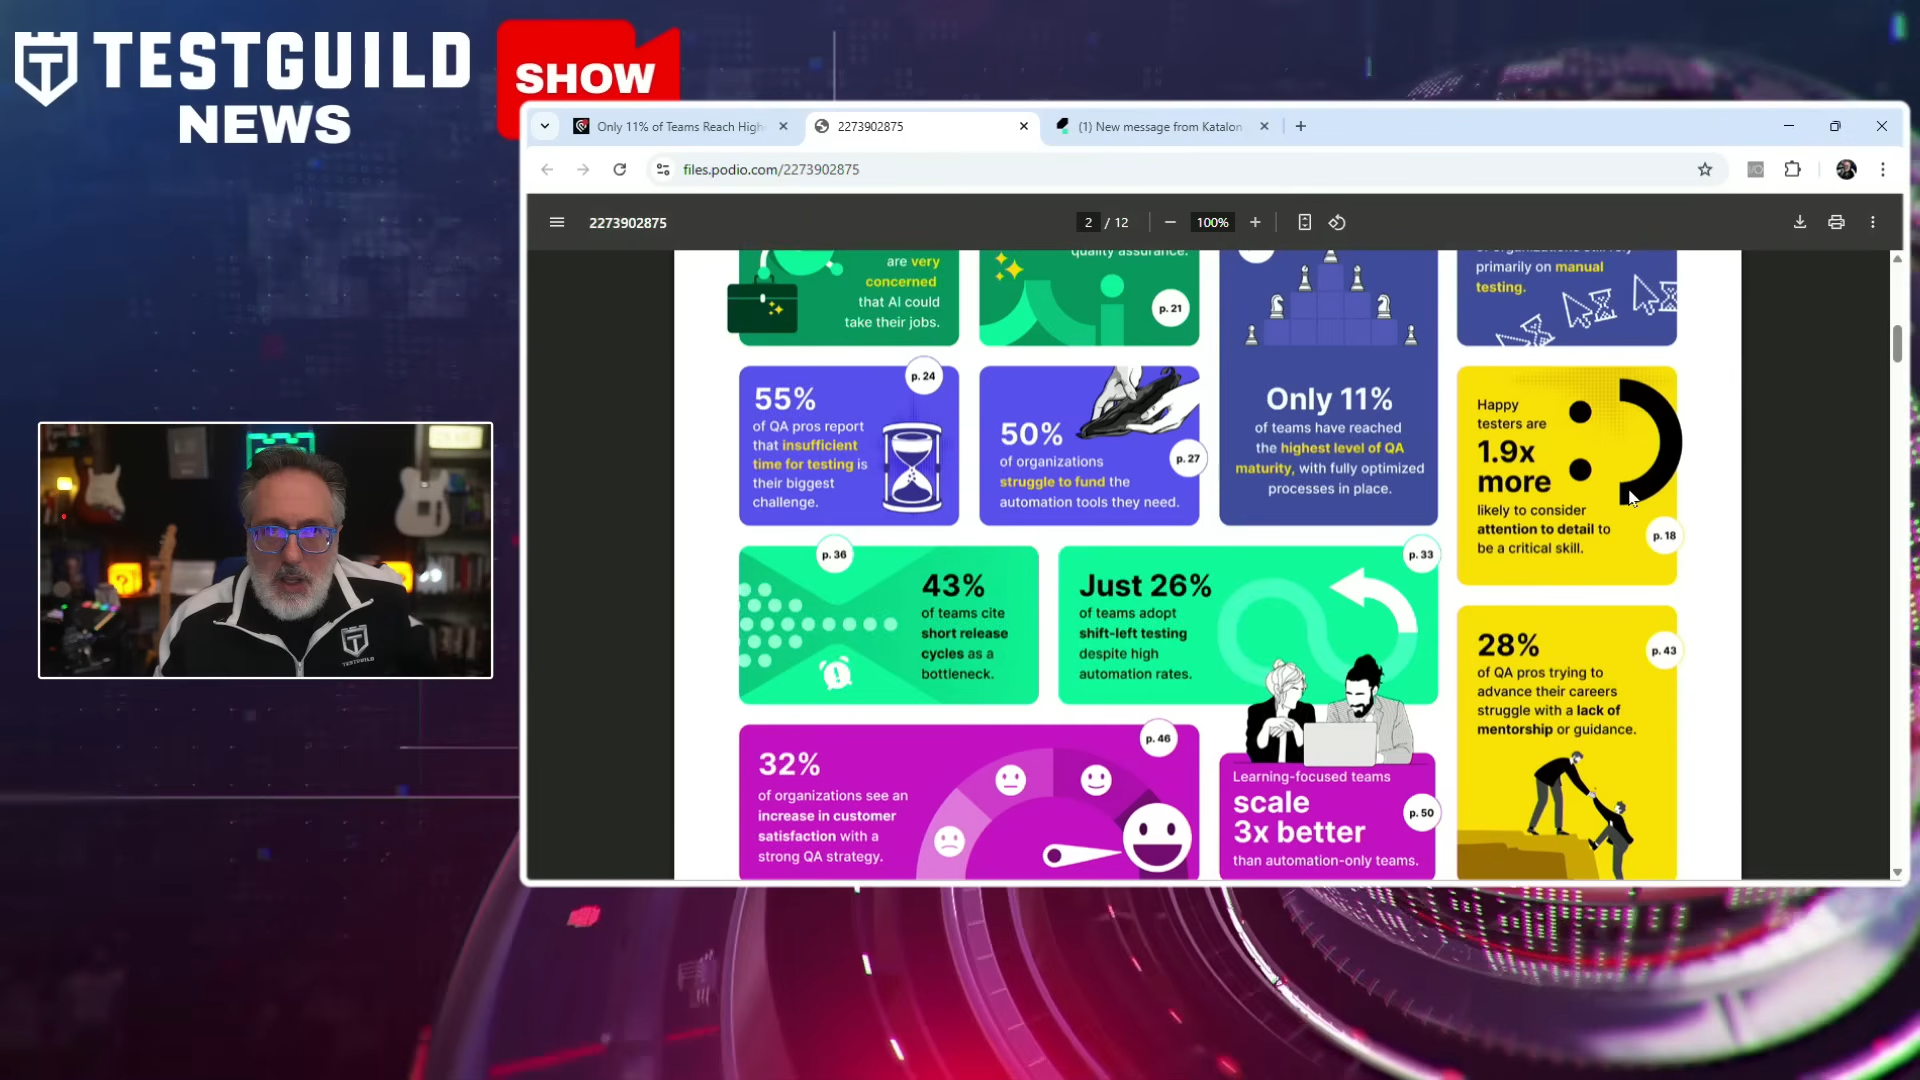 TESTGUILD
NEWS
SHOW
Only 11% of Teams Reach High
2273902875
(1) New message from Katalon
files.podio.com/2273902875
2273902875
2 / 12
100%
are very
concerned
that AI could
take their jobs.
quality assurance.
p. 21
primarily on manual
testing.
55%
of QA pros report
that insufficient
time for testing is
their biggest
challenge.
p. 24
50%
of organizations
struggle to fund the
automation tools they need.
p. 27
Only 11%
of teams have reached
the highest level of QA
maturity, with fully optimized
processes in place.
Happy
testers are
1.9x
more
likely to consider
attention to detail to
be a critical skill.
p. 18
p. 36
43%
of teams cite
short release
cycles as a
bottleneck.
Just 26%
of teams adopt
shift-left testing
despite high
automation rates.
p. 33
28%
of QA pros trying to
advance their careers
struggle with a lack of
mentorship or guidance.
p. 43
32%
of organizations see an
increase in customer
satisfaction with a
strong QA strategy.
p. 46
Learning-focused teams
scale
3x better
than automation-only teams.
p. 50
TESTGUILD